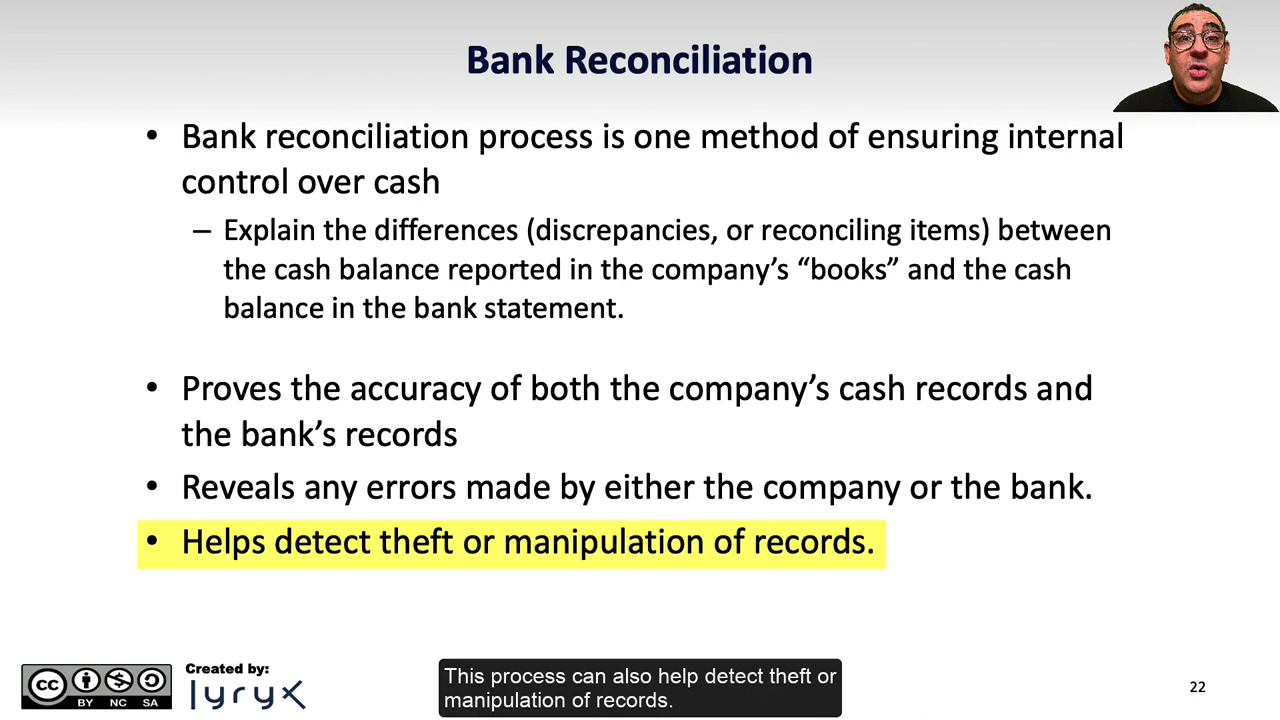 Bank Reconciliation
• Bank reconciliation process is one method of ensuring internal
control over cash
– Explain the differences (discrepancies, or reconciling items) between
the cash balance reported in the company’s “books” and the cash
balance in the bank statement.
• Proves the accuracy of both the company’s cash records and
the bank’s records
• Reveals any errors made by either the company or the bank.
• Helps detect theft or manipulation of records.
cc
BY NC SA
Created by:
lyryx
This process can also help detect theft or
manipulation of records.
22